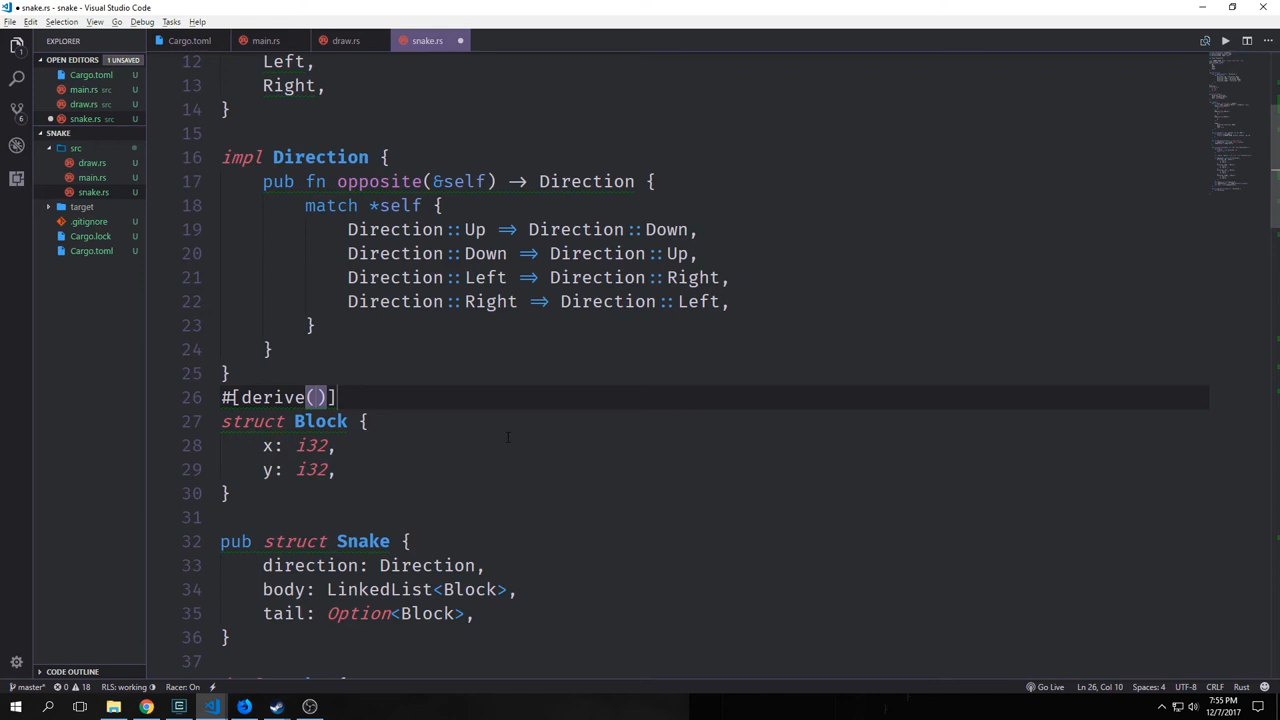 ● snake.rs - snake - Visual Studio Code
File Edit Selection View Go Debug Tasks Help
EXPLORER
Cargo.toml main.rs draw.rs snake.rs ●
OPEN EDITORS 1 UNSAVED
Cargo.toml U
main.rs src U
draw.rs src U
● snake.rs src U
SNAKE
src
draw.rs U
main.rs U
snake.rs U
target
.gitignore U
Cargo.lock U
Cargo.toml U
CODE OUTLINE
1
6
12 Left,
13 Right,
14 }
15
16 impl Direction {
17 pub fn opposite(&self) -> Direction {
18 match *self {
19 Direction::Up => Direction::Down,
20 Direction::Down => Direction::Up,
21 Direction::Left => Direction::Right,
22 Direction::Right => Direction::Left,
23 }
24 }
25 }
26 #[derive()]
27 struct Block {
28 x: i32,
29 y: i32,
30 }
31
32 pub struct Snake {
33 direction: Direction,
34 body: LinkedList<Block>,
35 tail: Option<Block>,
36 }
37
master* 0 18 RLS: working Racer: On Go Live Ln 26, Col 10 Spaces: 4 UTF-8 CRLF Rust
7:55 PM
12/7/2017